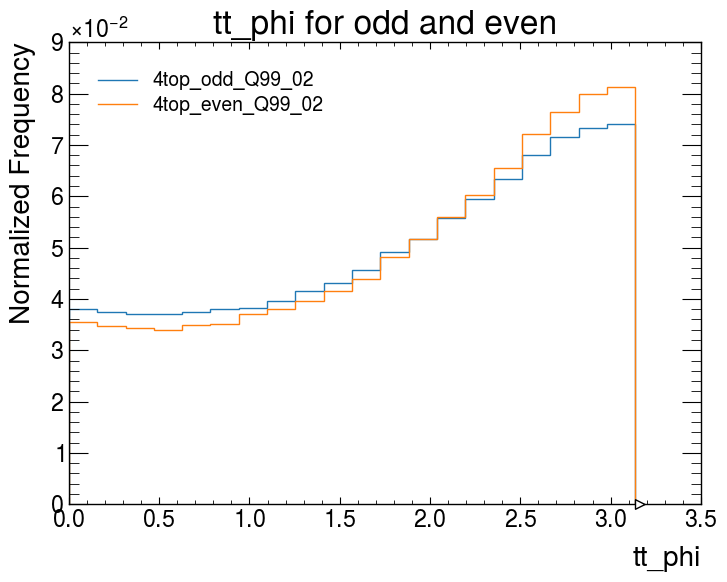 tt_phi for odd and even
×10⁻²
Normalized Frequency
9
8
7
6
5
4
3
2
1
0
4top_odd_Q99_02
4top_even_Q99_02
0.0 0.5 1.0 1.5 2.0 2.5 3.0 3.5
tt_phi